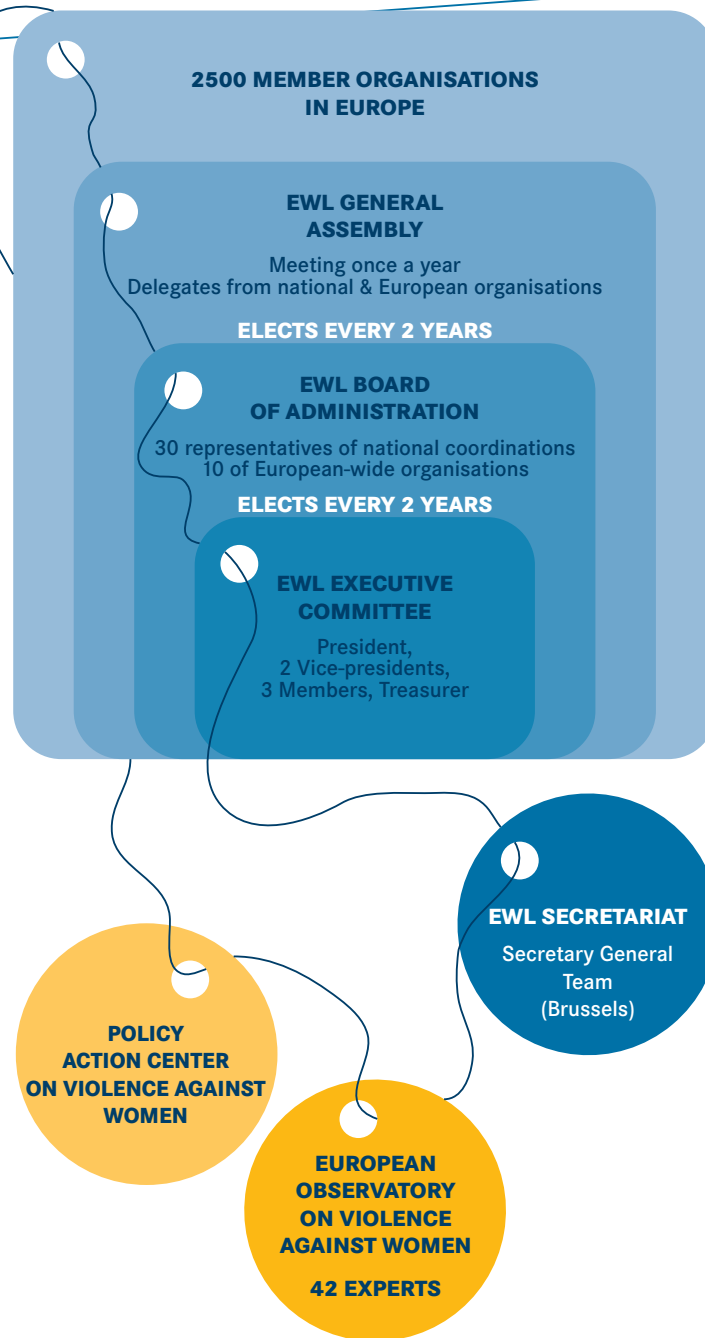 2500 MEMBER ORGANISATIONS
IN EUROPE
EWL GENERAL
ASSEMBLY
Meeting once a year
Delegates from national & European organisations
ELECTS EVERY 2 YEARS
EWL BOARD
OF ADMINISTRATION
30 representatives of national coordinations
10 of European-wide organisations
ELECTS EVERY 2 YEARS
EWL EXECUTIVE
COMMITTEE
President,
2 Vice-presidents,
3 Members, Treasurer
EWL SECRETARIAT
Secretary General
Team
(Brussels)
POLICY
ACTION CENTER
ON VIOLENCE AGAINST
WOMEN
EUROPEAN
OBSERVATORY
ON VIOLENCE
AGAINST WOMEN
42 EXPERTS